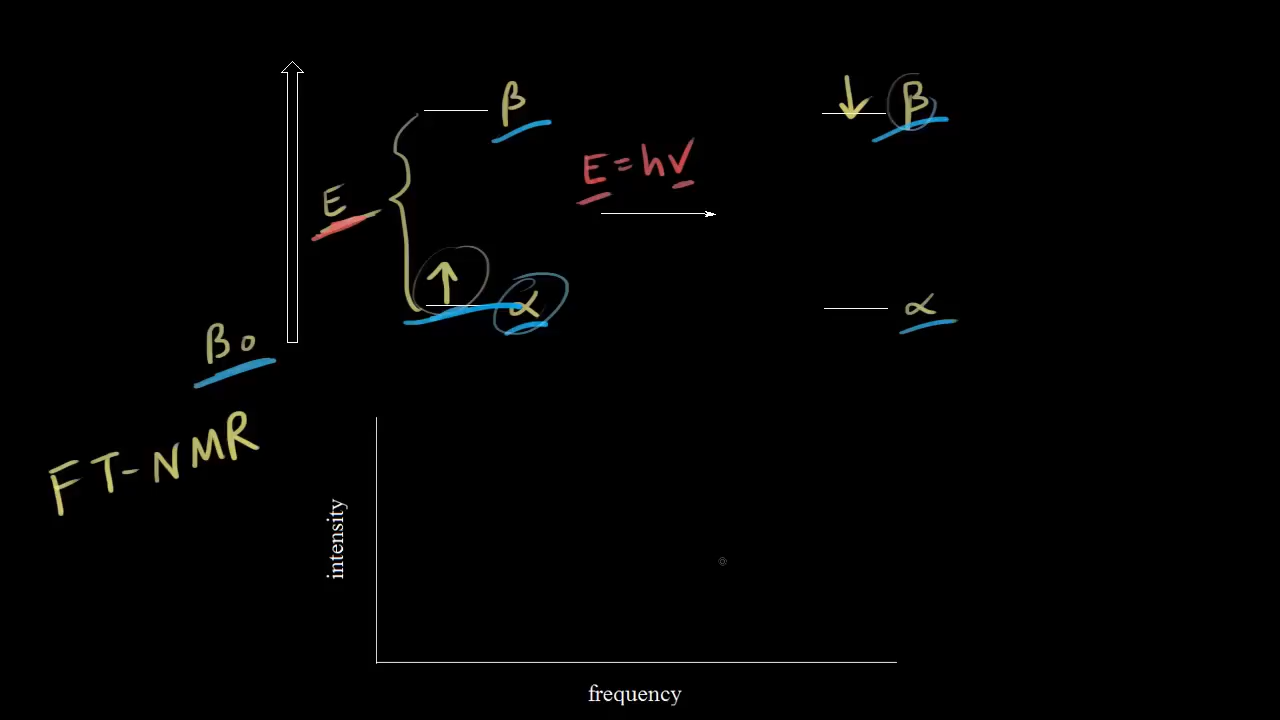 β
β
E = hν
E
α
α
B0
FT-NMR
intensity
frequency